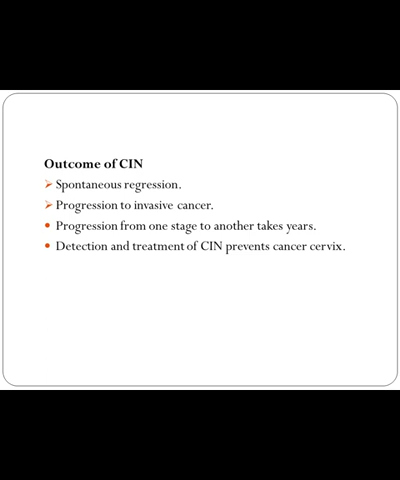 Outcome of CIN
➢ Spontaneous regression.
➢ Progression to invasive cancer.
• Progression from one stage to another takes years.
• Detection and treatment of CIN prevents cancer cervix.